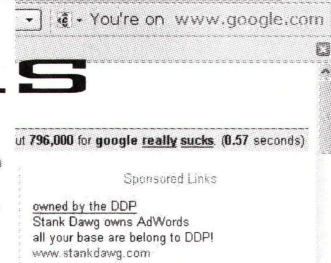 You're on www.google.com
LS
ut 796,000 for google really sucks. (0.57 seconds)
Sponsored Links
owned by the DDP
Stank Dawg owns AdWords
all your base are belong to DDP!
www.stankdawg.com